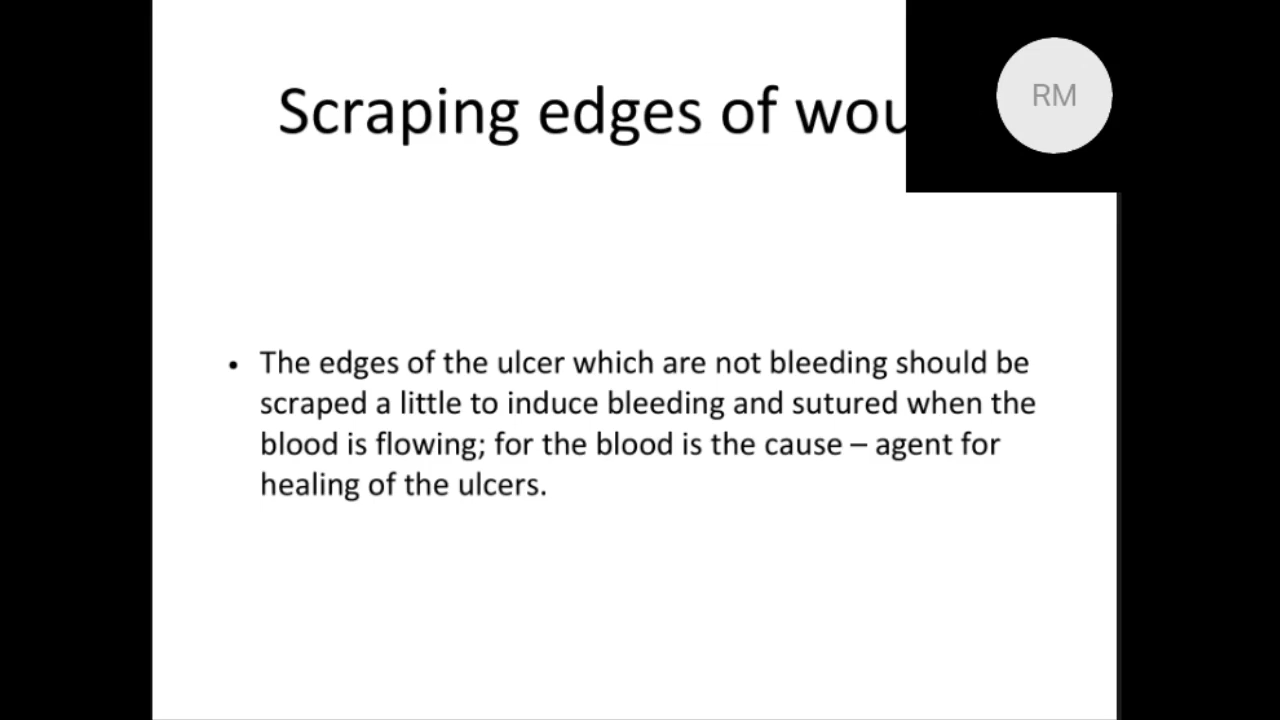 Scraping edges of
RM
• The edges of the ulcer which are not bleeding should be
scraped a little to induce bleeding and sutured when the
blood is flowing; for the blood is the cause – agent for
healing of the ulcers.